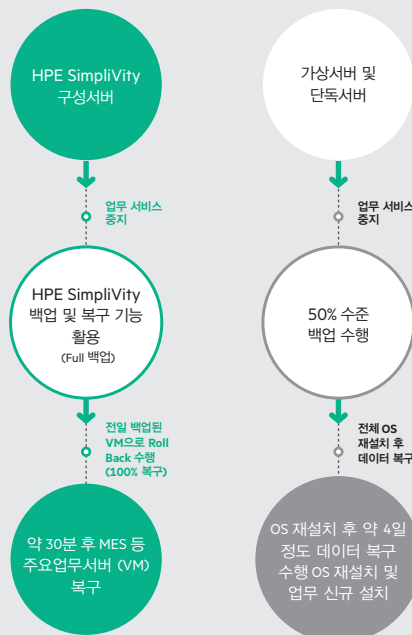 HPE SimpliVity
구성서버
업무 서비스
중지
HPE SimpliVity
백업 및 복구 기능
활용
(Full 백업)
전일 백업된
VM으로 Roll
Back 수행
(100% 복구)
약 30분 후 MES 등
주요업무서버 (VM)
복구
가상서버 및
단독서버
업무 서비스
중지
50% 수준
백업 수행
전체 OS
재설치 후
데이터 복구
OS 재설치 후 약 4일
정도 데이터 복구
수행 OS 재설치 및
업무 신규 설치